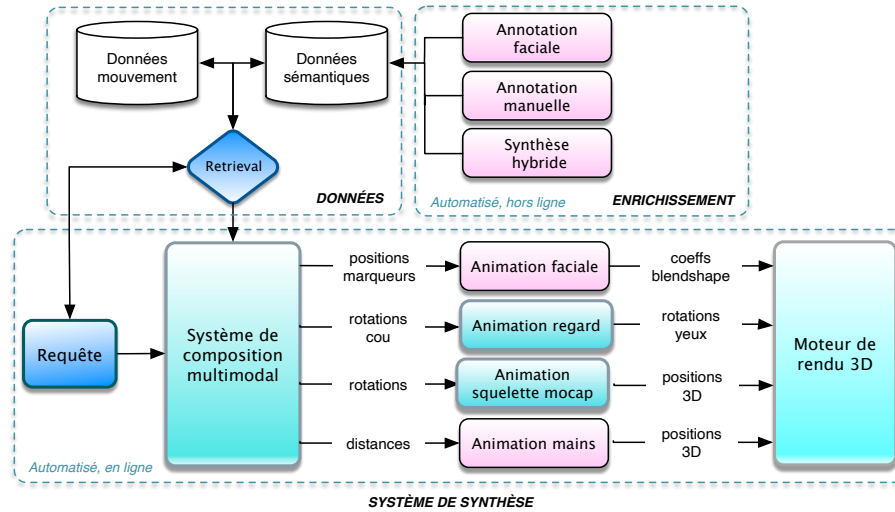 Données
mouvement
Données
sémantiques
Annotation
faciale
Annotation
manuelle
Synthèse
hybride
Retrieval
DONNÉES
Automatisé, hors ligne
ENRICHISSEMENT
Requête
Système de
composition
multimodal
positions
marqueurs
Animation faciale
coeffs
blendshape
rotations
cou
Animation regard
rotations
yeux
rotations
Animation
squelette mocap
positions
3D
distances
Animation mains
positions
3D
Moteur de
rendu 3D
Automatisé, en ligne
SYSTÈME DE SYNTHÈSE